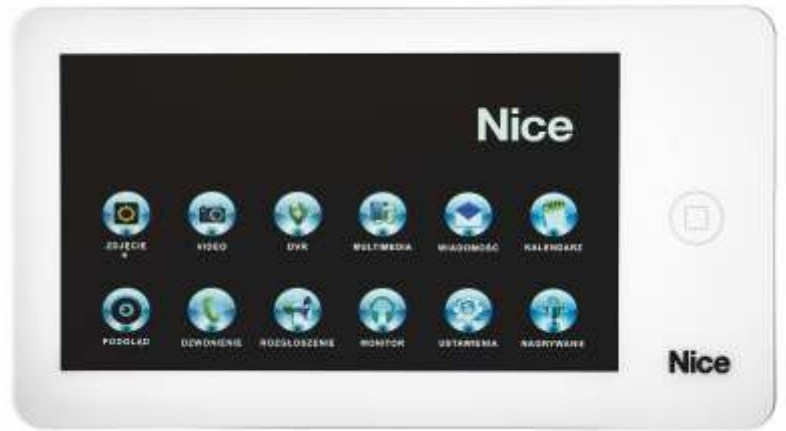 Nice
ZDJĘCIE
VIDEO
DVR
MULTIMEDIA
WIADOMOŚĆ
KALENDARZ
PODGLĄD
DZWONIENIE
ROZGŁOSZENIE
MONITOR
USTAWIENIA
NAGRYWANIE
Nice